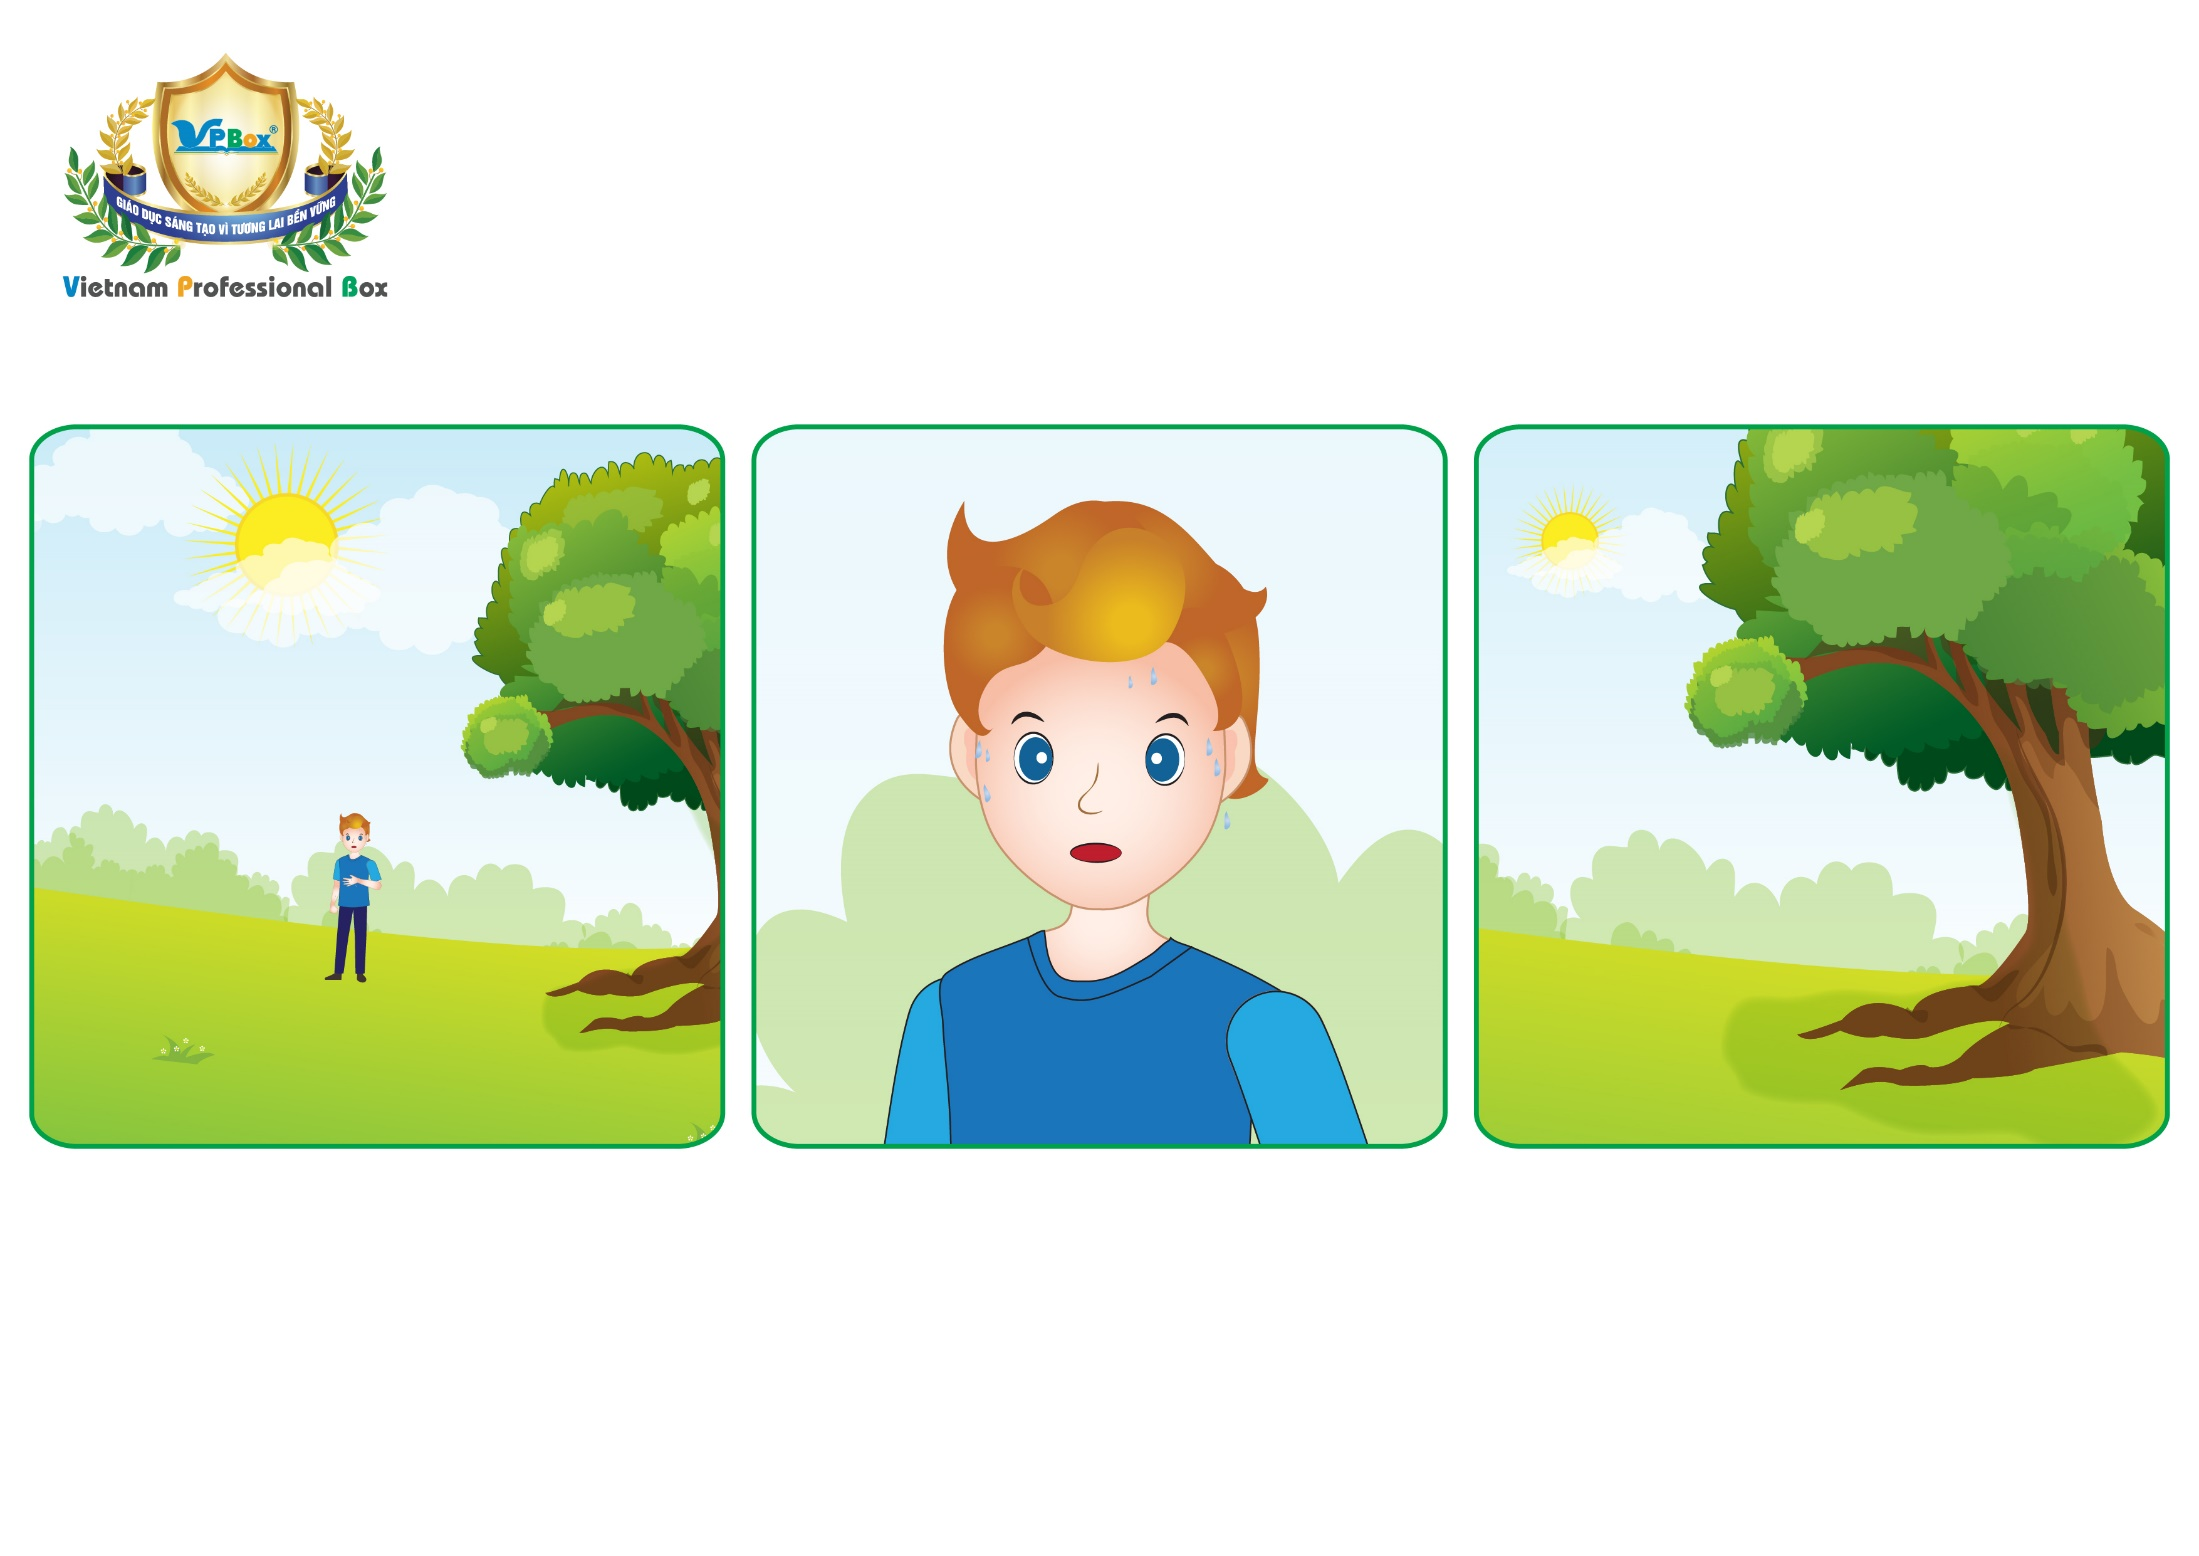 VPBox®
GIÁO DỤC SÁNG TẠO VÌ TƯƠNG LAI BỀN VỮNG
Vietnam Professional Box